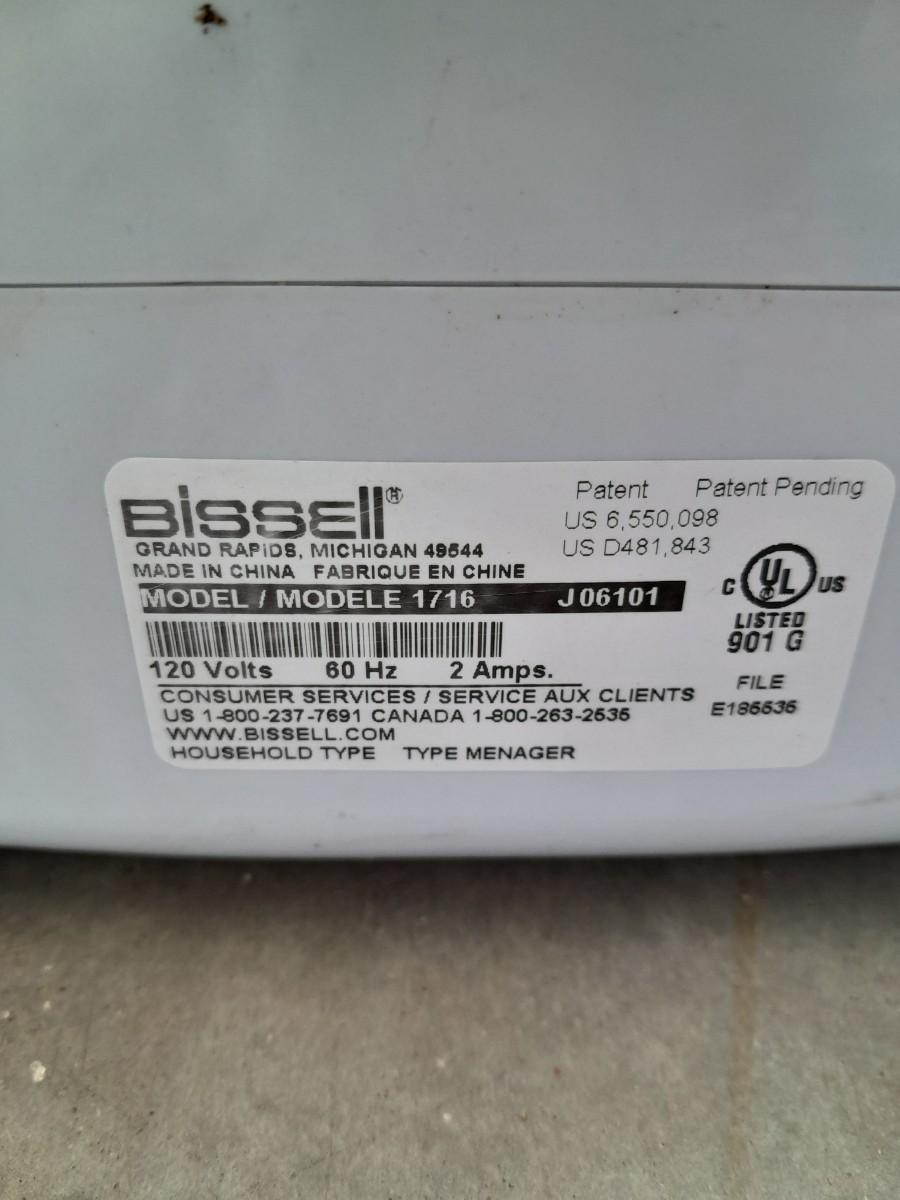 BISSELL®
GRAND RAPIDS, MICHIGAN 49544
MADE IN CHINA FABRIQUE EN CHINE
MODEL / MODELE 1716 J06101
120 Volts 60 Hz 2 Amps.
CONSUMER SERVICES / SERVICE AUX CLIENTS
US 1-800-237-7691 CANADA 1-800-263-2535
WWW.BISSELL.COM
HOUSEHOLD TYPE TYPE MENAGER
Patent Patent Pending
US 6,550,098
US D481,843
C UL US
LISTED
901 G
FILE